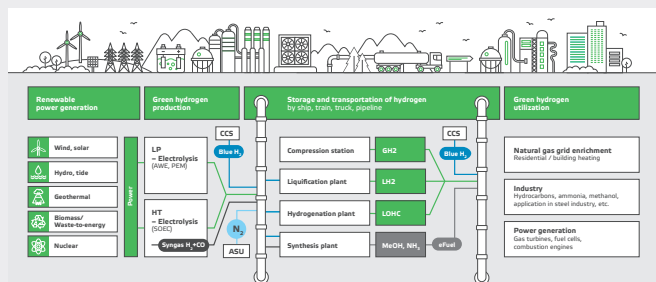 Renewable
power generation
Green hydrogen
production
Storage and transportation of hydrogen
by ship, train, truck, pipeline
Green hydrogen
utilization
Wind, solar
Hydro, tide
Geothermal
Biomass/
Waste-to-energy
Nuclear
Power
LP
– Electrolysis
(AWE, PEM)
HT
– Electrolysis
(SOEC)
Syngas H2+CO
CCS
Blue H2
N2
ASU
Compression station
GH2
Liquification plant
LH2
Hydrogenation plant
LOHC
Synthesis plant
MeOH, NH3
eFuel
CCS
Blue H2
Natural gas grid enrichment
Residential / building heating
Industry
Hydrocarbons, ammonia, methanol,
application in steel industry, etc.
Power generation
Gas turbines, fuel cells,
combustion engines